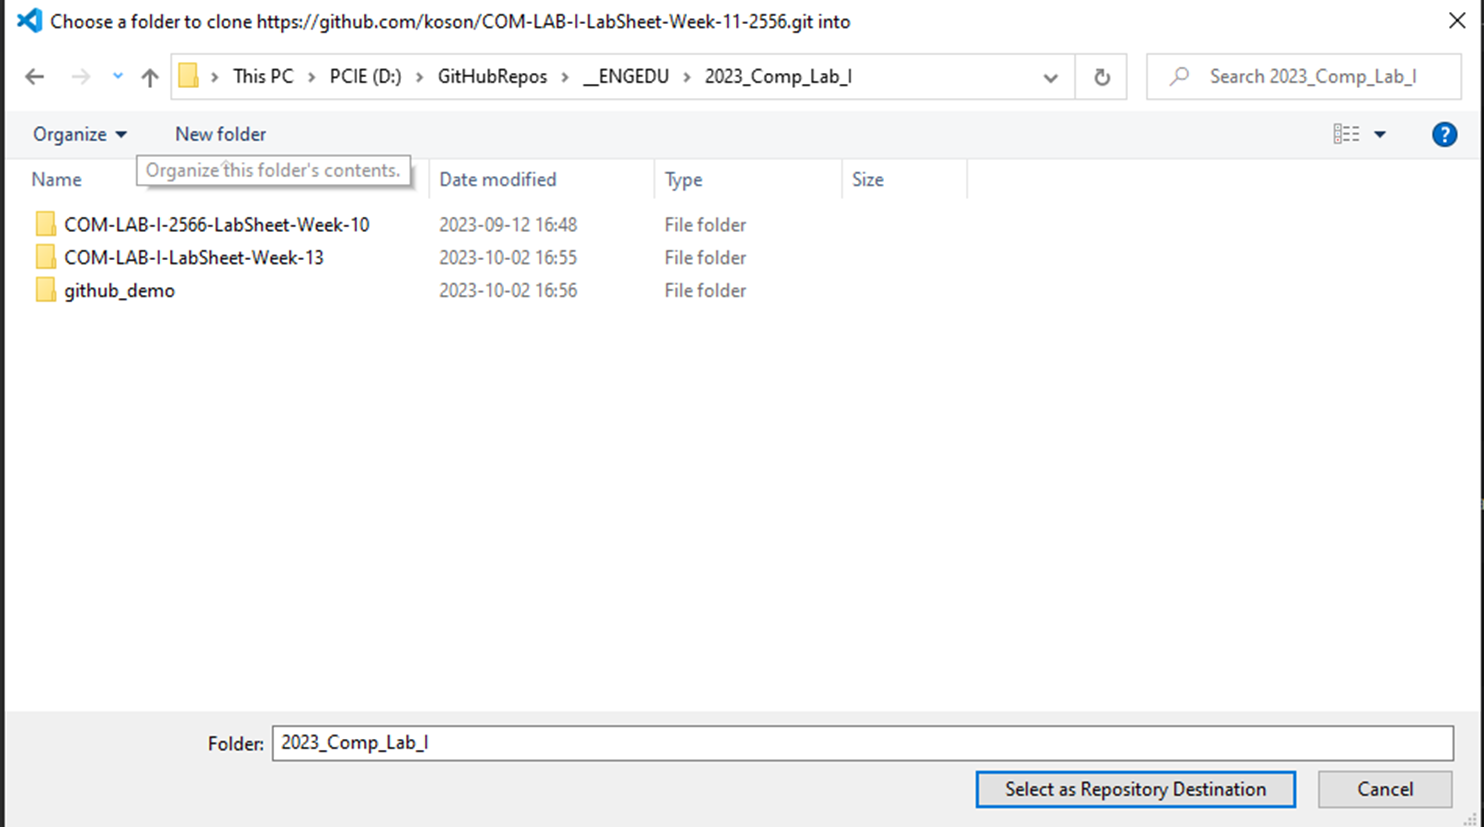 Choose a folder to clone https://github.com/koson/COM-LAB-I-LabSheet-Week-11-2556.git into
This PC > PCIE (D:) > GitHubRepos > __ENGEDU > 2023_Comp_Lab_I
Search 2023_Comp_Lab_I
Organize New folder
Organize this folder's contents.
Name Date modified Type Size
COM-LAB-I-2566-LabSheet-Week-10 2023-09-12 16:48 File folder
COM-LAB-I-LabSheet-Week-13 2023-10-02 16:55 File folder
github_demo 2023-10-02 16:56 File folder
Folder: 2023_Comp_Lab_I
Select as Repository Destination Cancel